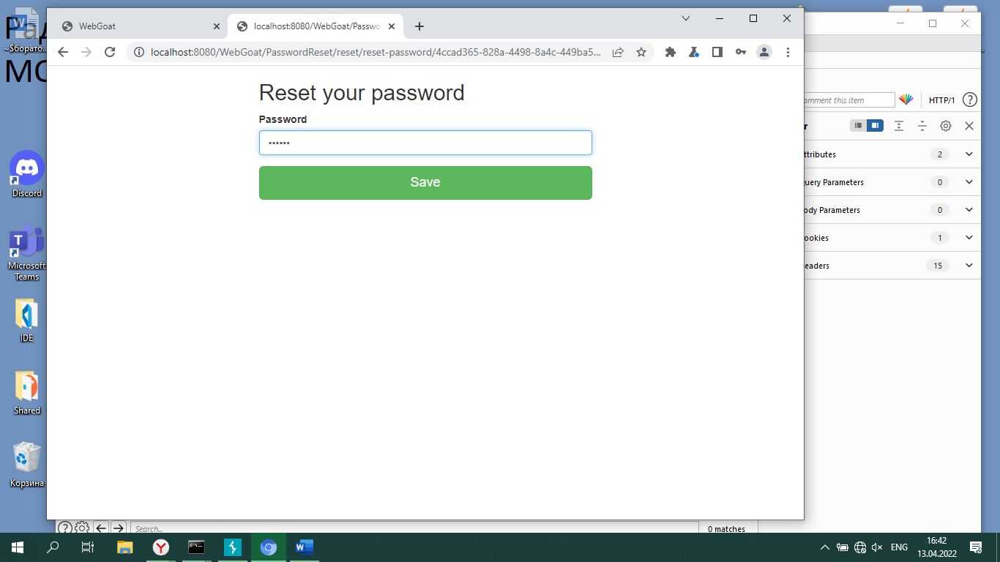 WebGoat
localhost:8080/WebGoat/Passwo
localhost:8080/WebGoat/PasswordReset/reset/reset-password/4ccad365-828a-4498-8a4c-449ba5...
Reset your password
Password
••••••
Save
~$борато...
Discord
Microsoft
Teams
IDE
Shared
Корзина
omment this item
HTTP/1
?
r
ttributes
2
uery Parameters
0
ody Parameters
0
ookies
1
eaders
15
?
Search...
0 matches
ENG
16:42
13.04.2022